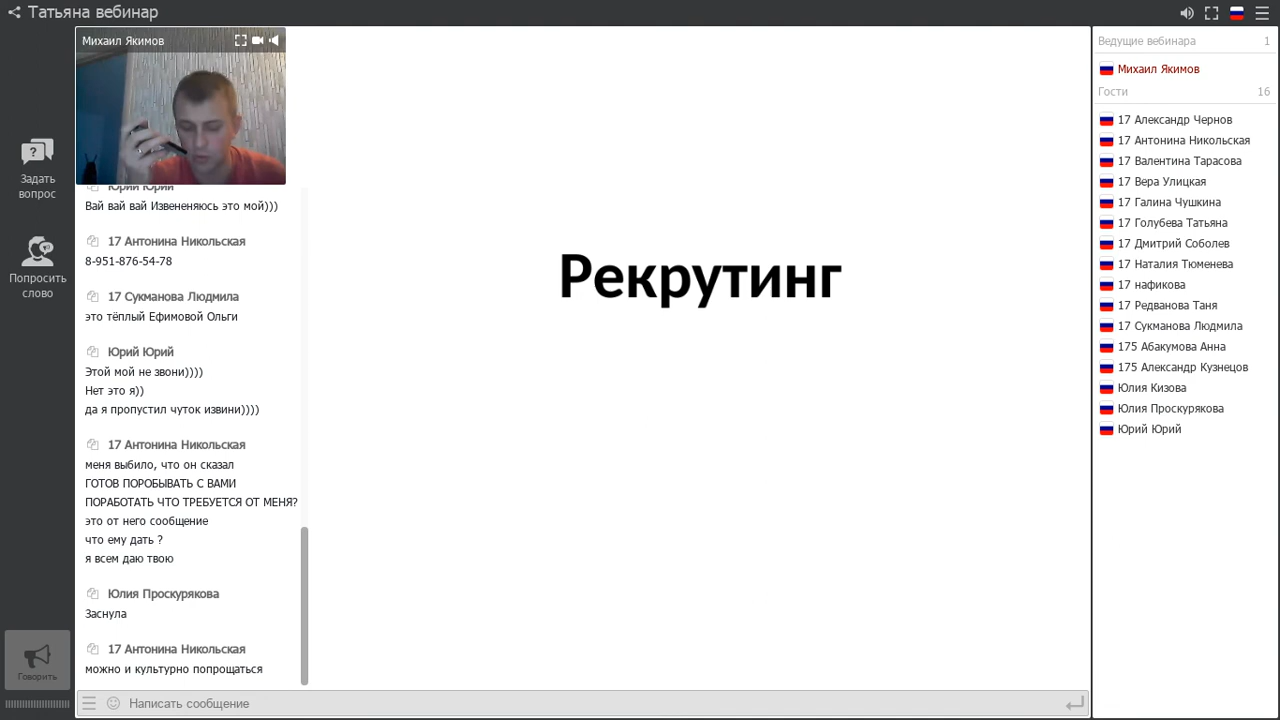 Татьяна вебинар
Михаил Якимов
Задать
вопрос
Попросить
слово
Говорить
Юрий Юрий
Вай вай вай Извененяюсь это мой)))
17 Антонина Никольская
8-951-876-54-78
17 Сукманова Людмила
это тёплый Ефимовой Ольги
Юрий Юрий
Этой мой не звони))))
Нет это я))
да я пропустил чуток извини))))
17 Антонина Никольская
меня выбило, что он сказал
ГОТОВ ПОРОБЫВАТЬ С ВАМИ
ПОРАБОТАТЬ ЧТО ТРЕБУЕТСЯ ОТ МЕНЯ?
это от него сообщение
что ему дать ?
я всем даю твою
Юлия Проскурякова
Заснула
17 Антонина Никольская
можно и культурно попрощаться
Написать сообщение
Рекрутинг
Ведущие вебинара 1
Михаил Якимов
Гости 16
17 Александр Чернов
17 Антонина Никольская
17 Валентина Тарасова
17 Вера Улицкая
17 Галина Чушкина
17 Голубева Татьяна
17 Дмитрий Соболев
17 Наталия Тюменева
17 нафикова
17 Редванова Таня
17 Сукманова Людмила
175 Абакумова Анна
175 Александр Кузнецов
Юлия Кизова
Юлия Проскурякова
Юрий Юрий